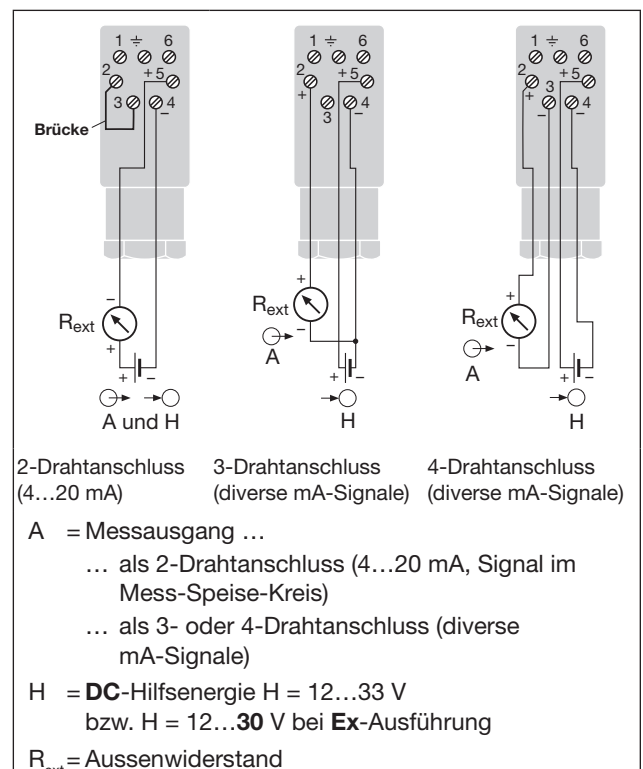 1 ⏚ 6 1 ⏚ 6 1 ⏚ 6
2 + 5 2 + 5 2 + 5
+ + 3
3 4 3 4 4
− − − −
Brücke
− + +
R_ext R_ext R_ext
+ − −
A A
+ − + − + −
A und H H H
2-Drahtanschluss 3-Drahtanschluss 4-Drahtanschluss
(4…20 mA) (diverse mA-Signale) (diverse mA-Signale)
A = Messausgang …
… als 2-Drahtanschluss (4…20 mA, Signal im
Mess-Speise-Kreis)
… als 3- oder 4-Drahtanschluss (diverse
mA-Signale)
H = DC-Hilfsenergie H = 12…33 V
bzw. H = 12…30 V bei Ex-Ausführung
R_ext = Aussenwiderstand